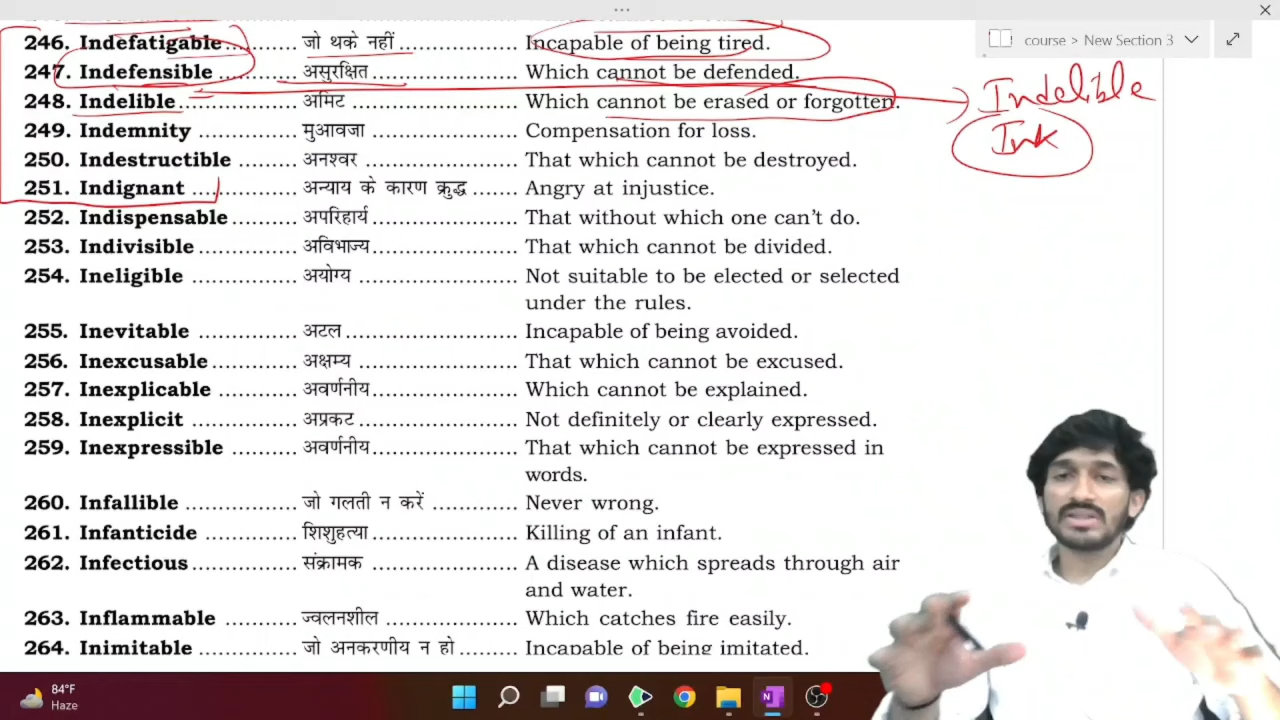 246. Indefatigable .......... जो थके नहीं ................. Incapable of being tired.
course > New Section 3
247. Indefensible ............ असुरक्षित ..................... Which cannot be defended.
Indelible
248. Indelible .................. अमिट ......................... Which cannot be erased or forgotten.
Ink
249. Indemnity ............... मुआवजा ...................... Compensation for loss.
250. Indestructible ......... अनश्वर ....................... That which cannot be destroyed.
251. Indignant ................ अन्याय के कारण क्रुद्ध ....... Angry at injustice.
252. Indispensable .......... अपरिहार्य ..................... That without which one can't do.
253. Indivisible ............... अविभाज्य ..................... That which cannot be divided.
254. Ineligible ................ अयोग्य ....................... Not suitable to be elected or selected
under the rules.
255. Inevitable ............... अटल ......................... Incapable of being avoided.
256. Inexcusable ............. अक्षम्य ....................... That which cannot be excused.
257. Inexplicable ............ अवर्णनीय ..................... Which cannot be explained.
258. Inexplicit ................ अप्रकट ....................... Not definitely or clearly expressed.
259. Inexpressible .......... अवर्णनीय ..................... That which cannot be expressed in
words.
260. Infallible ................. जो गलती न करें .............. Never wrong.
261. Infanticide .............. शिशुहत्या ..................... Killing of an infant.
262. Infectious ................ संक्रामक ..................... A disease which spreads through air
and water.
263. Inflammable ........... ज्वलनशील ................... Which catches fire easily.
264. Inimitable ............... जो अनकरणीय न हो ......... Incapable of being imitated.
84°F
Haze